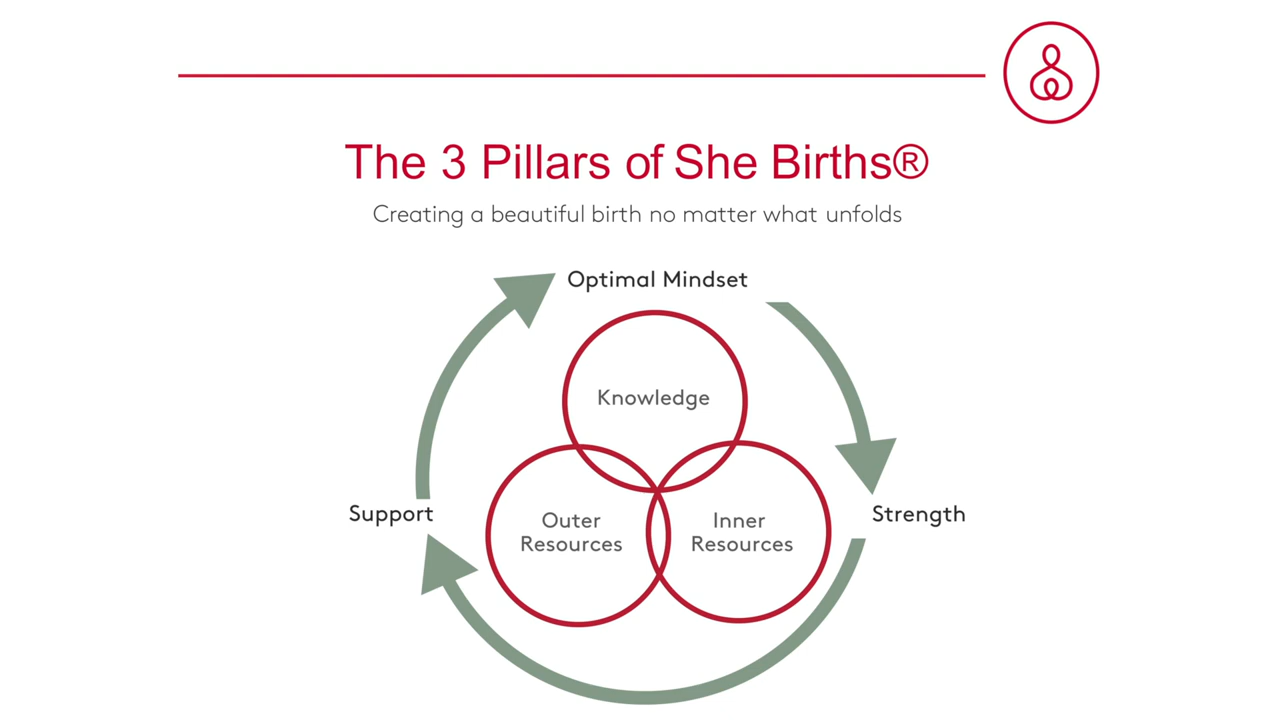 The 3 Pillars of She Births®
Creating a beautiful birth no matter what unfolds
Optimal Mindset
Knowledge
Support
Outer
Resources
Inner
Resources
Strength